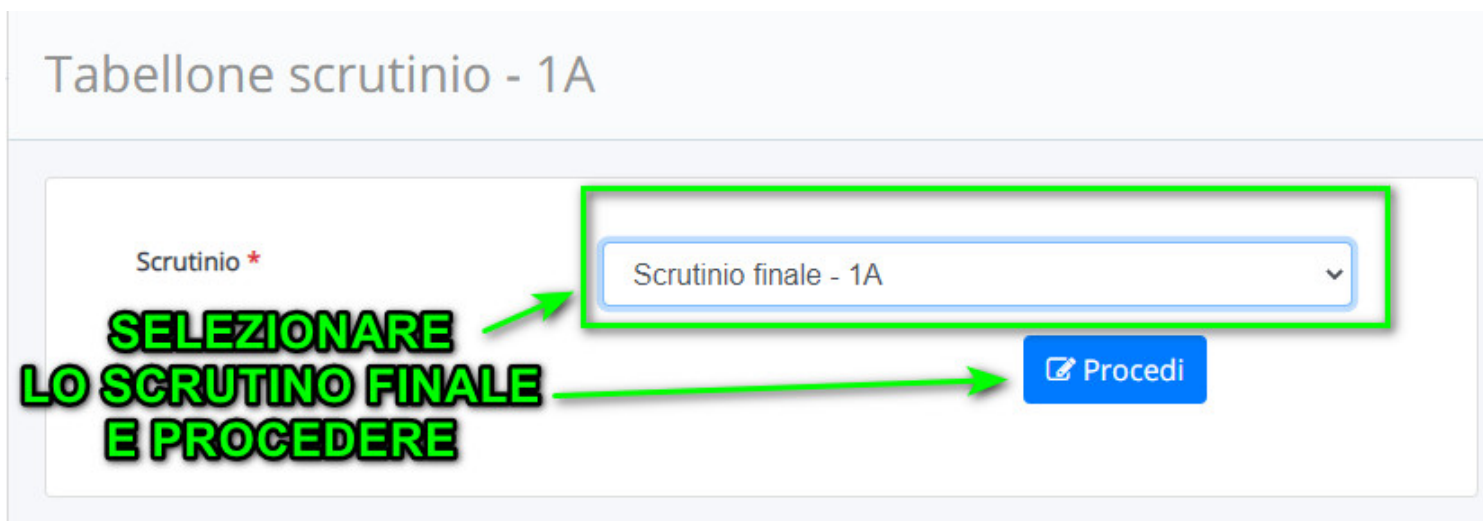 Tabellone scrutinio - 1A
Scrutinio *
Scrutinio finale - 1A
SELEZIONARE
LO SCRUTINO FINALE
E PROCEDERE
Procedi